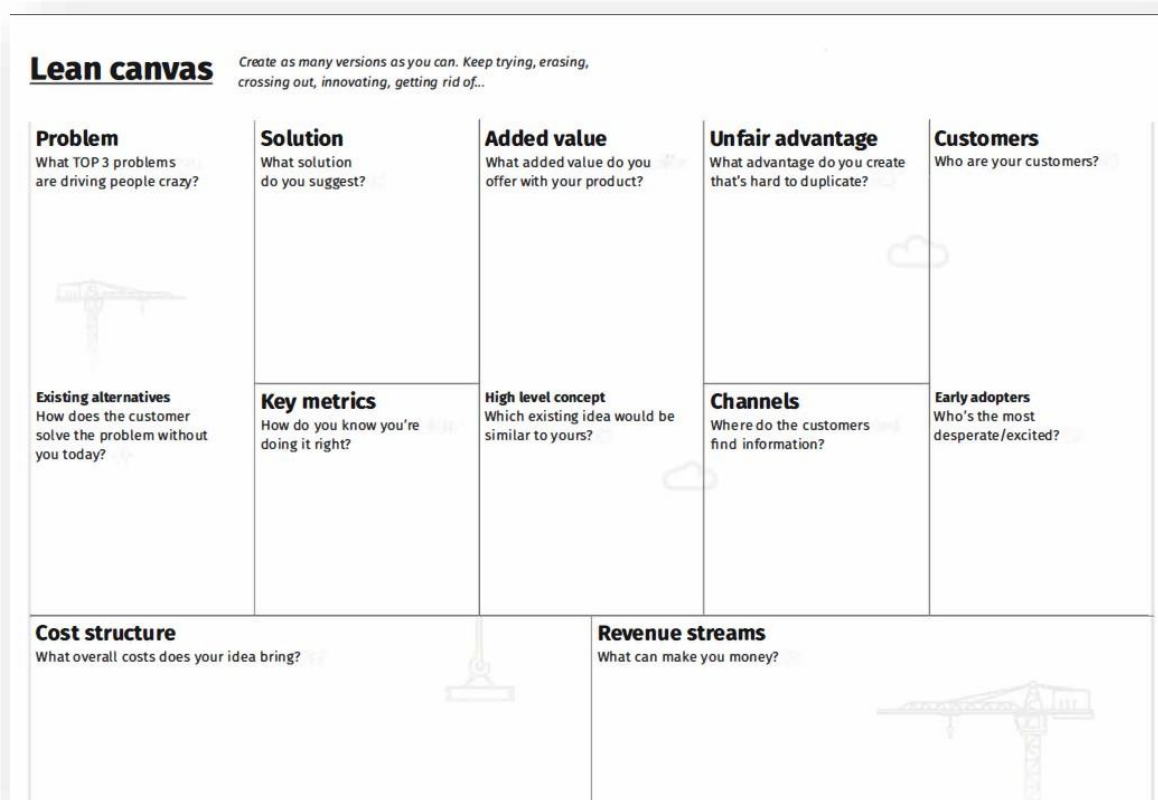 Lean canvas
Create as many versions as you can. Keep trying, erasing,
crossing out, innovating, getting rid of...
Problem
What TOP 3 problems
are driving people crazy?
Existing alternatives
How does the customer
solve the problem without
you today?
Solution
What solution
do you suggest?
Key metrics
How do you know you're
doing it right?
Added value
What added value do you
offer with your product?
High level concept
Which existing idea would be
similar to yours?
Unfair advantage
What advantage do you create
that's hard to duplicate?
Channels
Where do the customers
find information?
Customers
Who are your customers?
Early adopters
Who's the most
desperate/excited?
Cost structure
What overall costs does your idea bring?
Revenue streams
What can make you money?